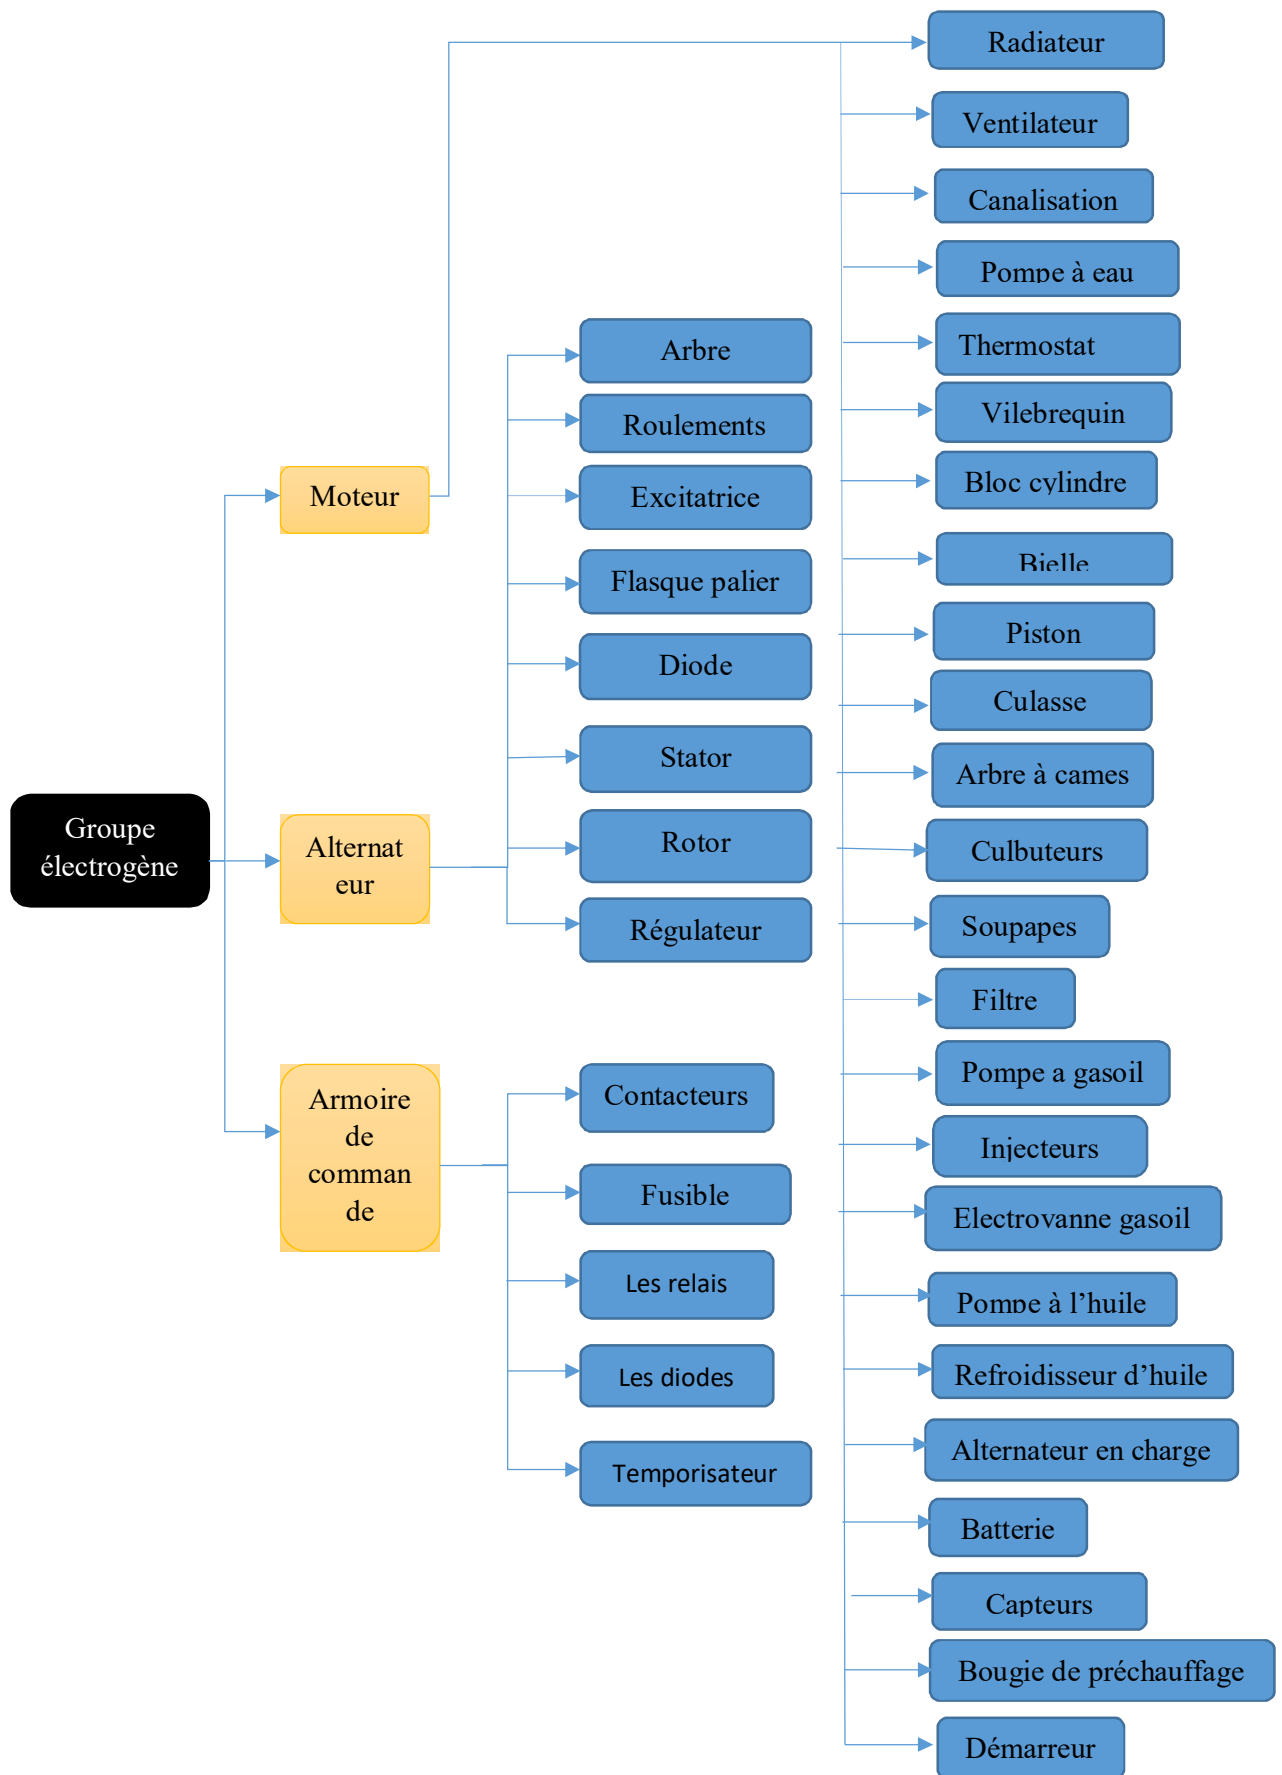 Groupe
électrogène
Moteur
Alternat
eur
Armoire
de
comman
de
Arbre
Roulements
Excitatrice
Flasque palier
Diode
Stator
Rotor
Régulateur
Contacteurs
Fusible
Les relais
Les diodes
Temporisateur
Radiateur
Ventilateur
Canalisation
Pompe à eau
Thermostat
Vilebrequin
Bloc cylindre
Bielle
Piston
Culasse
Arbre à cames
Culbuteurs
Soupapes
Filtre
Pompe a gasoil
Injecteurs
Electrovanne gasoil
Pompe à l’huile
Refroidisseur d’huile
Alternateur en charge
Batterie
Capteurs
Bougie de préchauffage
Démarreur